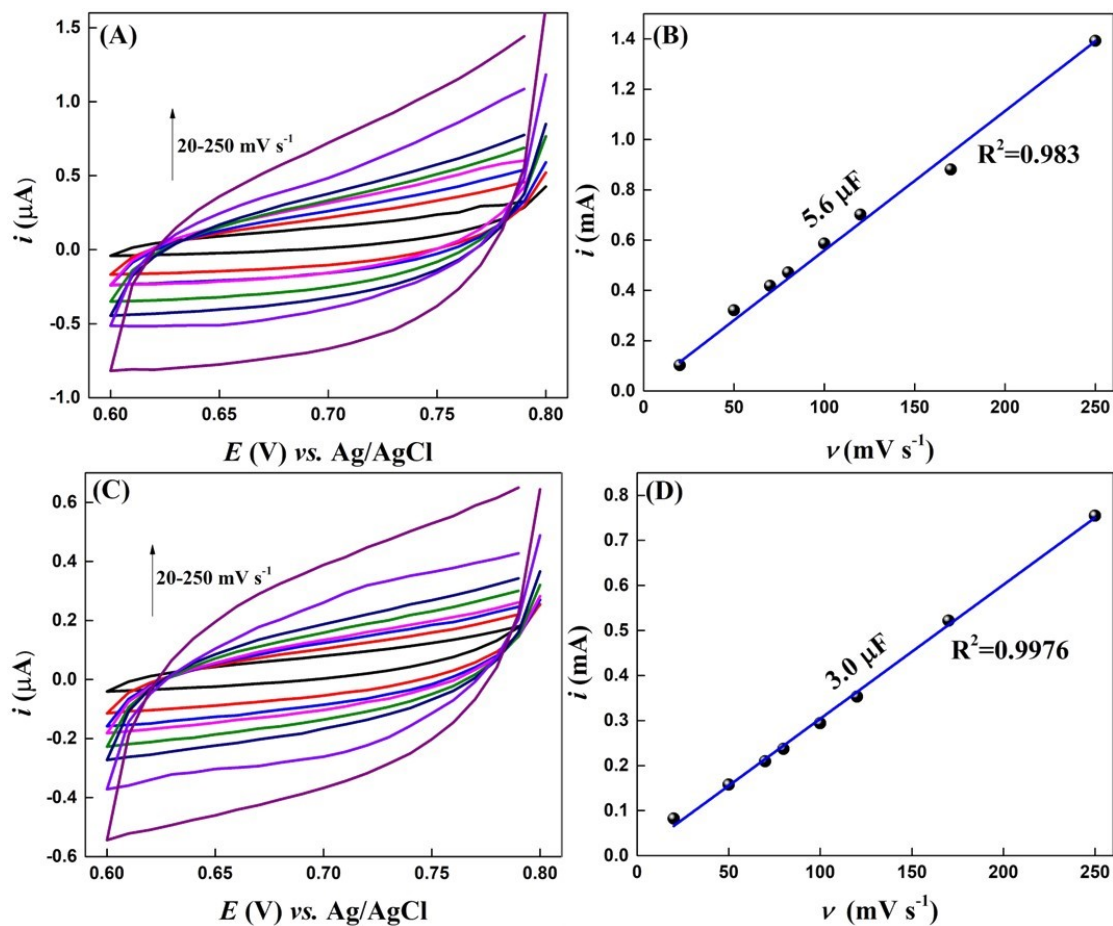 (A)
1.5
1.0
0.5
0.0
-0.5
-1.0
i (μA)
20-250 mV s⁻¹
0.60 0.65 0.70 0.75 0.80
E (V) vs. Ag/AgCl
(B)
1.4
1.2
1.0
0.8
0.6
0.4
0.2
0.0
i (mA)
5.6 μF
R²=0.983
0 50 100 150 200 250
ν (mV s⁻¹)
(C)
0.6
0.4
0.2
0.0
-0.2
-0.4
-0.6
i (μA)
20-250 mV s⁻¹
0.60 0.65 0.70 0.75 0.80
E (V) vs. Ag/AgCl
(D)
0.8
0.7
0.6
0.5
0.4
0.3
0.2
0.1
0.0
i (mA)
3.0 μF
R²=0.9976
0 50 100 150 200 250
ν (mV s⁻¹)